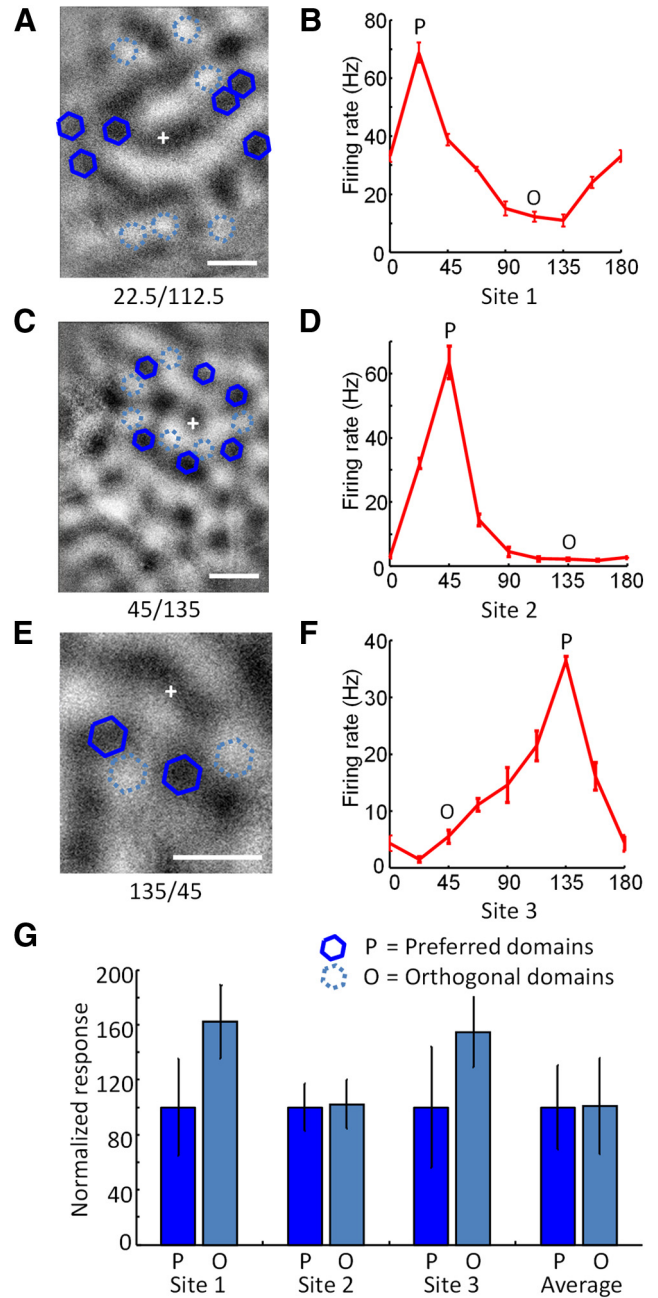 A
22.5/112.5
B
Firing rate (Hz)
80
60
40
20
0
P
O
0 45 90 135 180
Site 1
C
45/135
D
Firing rate (Hz)
60
40
20
0
P
O
0 45 90 135 180
Site 2
E
135/45
F
Firing rate (Hz)
40
30
20
10
0
P
O
0 45 90 135 180
Site 3
G
P = Preferred domains
O = Orthogonal domains
Normalized response
200
160
120
80
40
0
P O P O P O P O
Site 1 Site 2 Site 3 Average